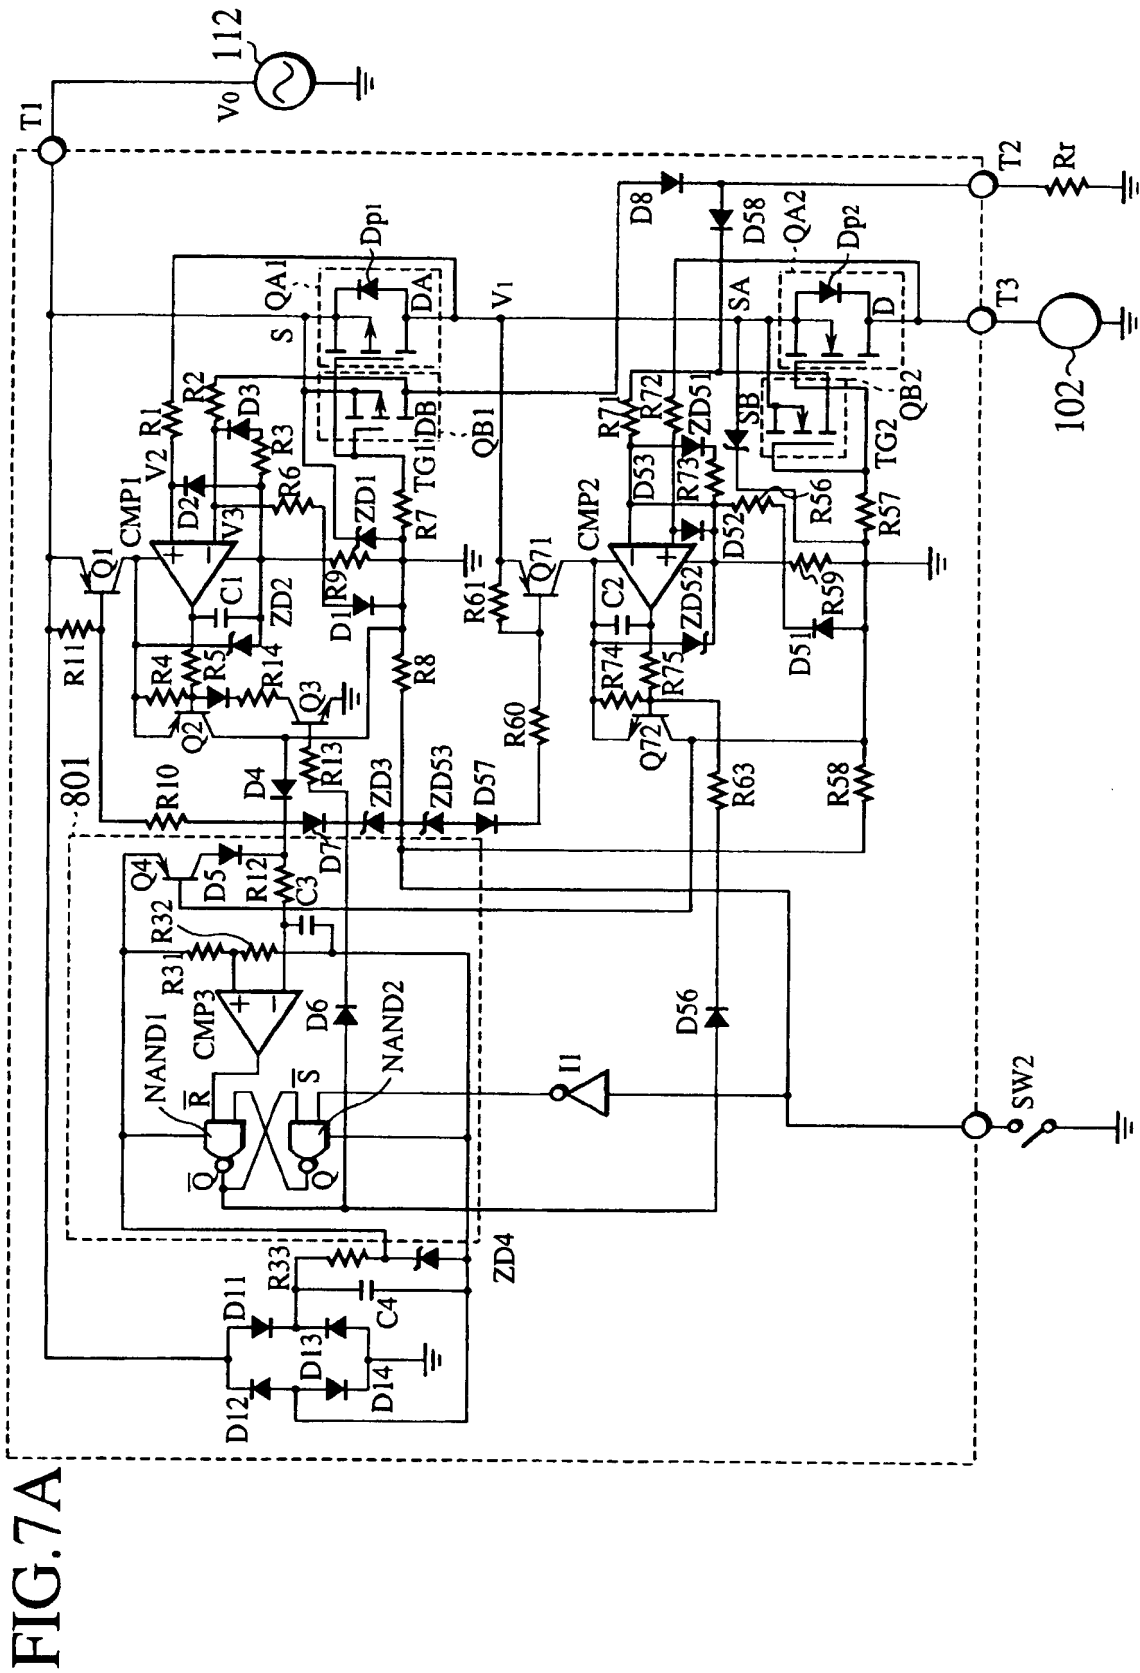 FIG.7A
T1
V0
112
801
R11
Q1
CMP1
V2
R1
R2
D3
R3
D2
V3
R6
QA1
S
Dp1
DA
TG1
DB
QB1
V1
ZD1
R7
R9
D1
C1
ZD2
R4
R5
R14
Q2
Q3
R13
R8
D4
R10
D7
ZD3
ZD53
D57
R60
R61
Q71
CMP2
C2
R74
R75
Q72
ZD52
D52
D53
R71
R72
ZD51
R73
R56
R59
D51
R57
R58
R63
D56
D8
D58
SA
SB
QA2
Dp2
D
QB2
TG2
T2
Rr
T3
102
Q4
D5
R12
C3
R32
R31
CMP3
NAND1
NAND2
D6
R
S
Q
Q
I1
SW2
R33
C4
ZD4
D11
D12
D13
D14
+
−
+
−
+
−